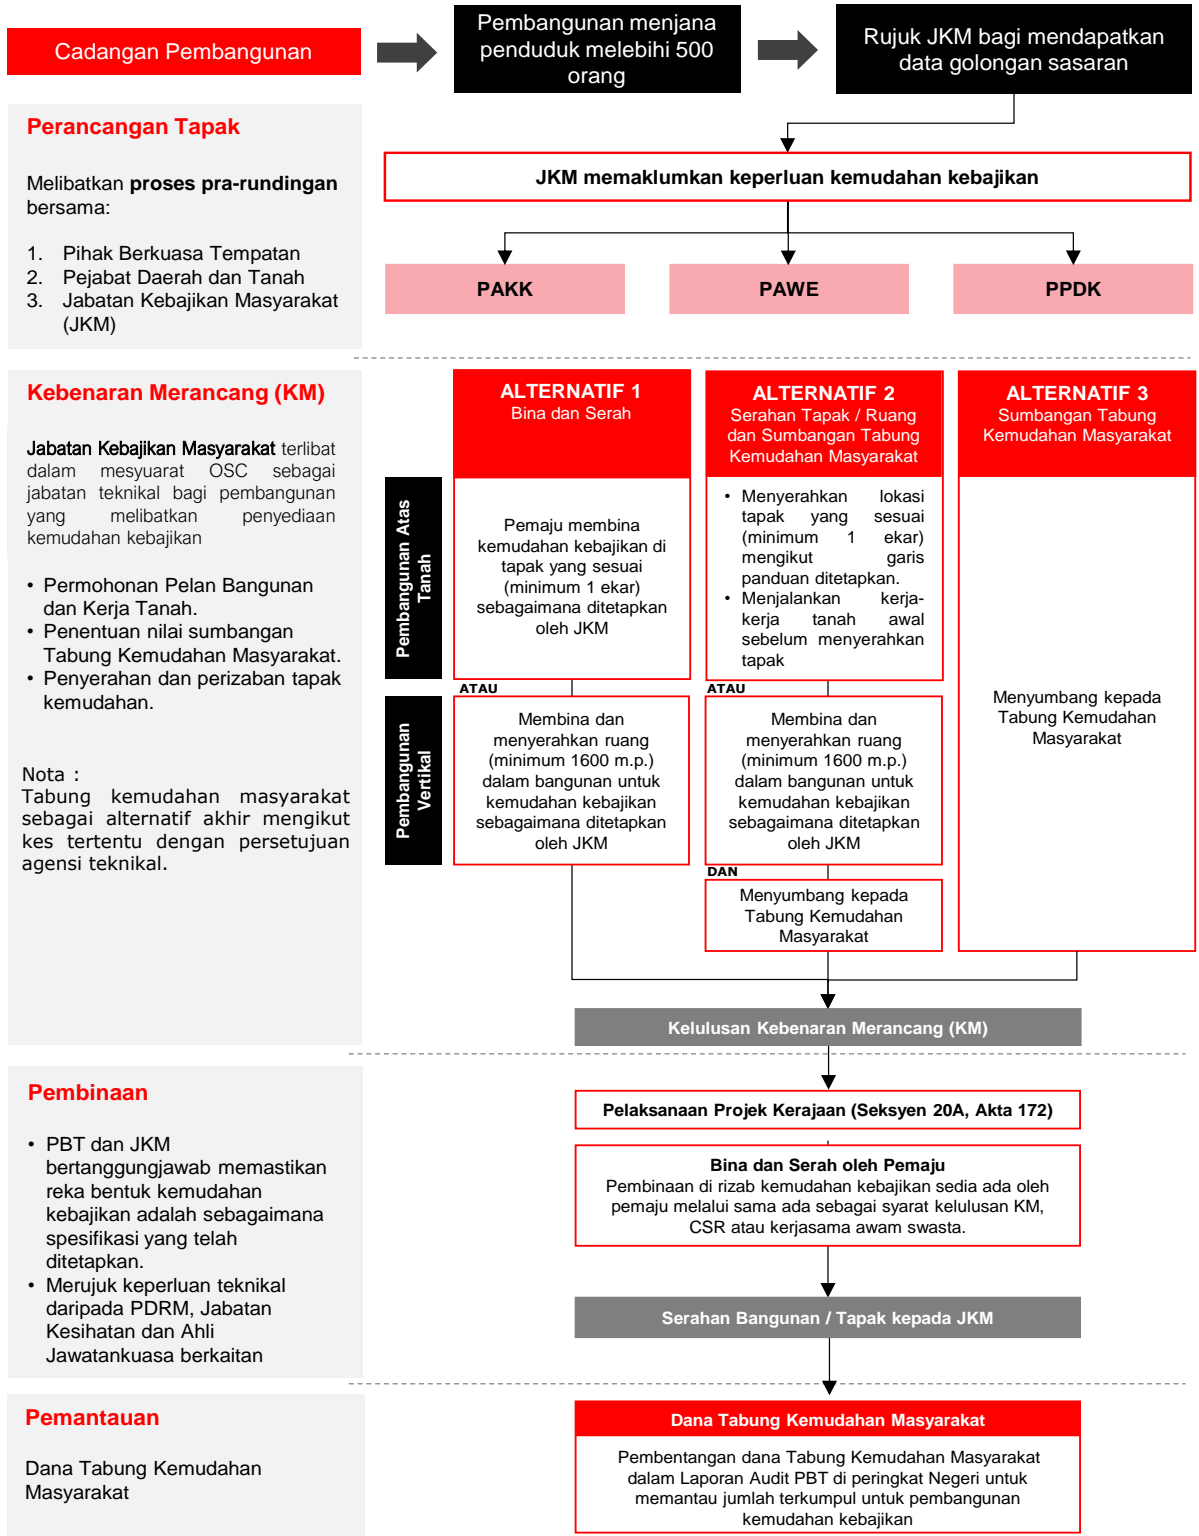 Cadangan Pembangunan
Pembangunan menjana
penduduk melebihi 500
orang
Rujuk JKM bagi mendapatkan
data golongan sasaran
Perancangan Tapak
Melibatkan proses pra-rundingan
bersama:
1. Pihak Berkuasa Tempatan
2. Pejabat Daerah dan Tanah
3. Jabatan Kebajikan Masyarakat
(JKM)
JKM memaklumkan keperluan kemudahan kebajikan
PAKK
PAWE
PPDK
Kebenaran Merancang (KM)
Jabatan Kebajikan Masyarakat terlibat
dalam mesyuarat OSC sebagai
jabatan teknikal bagi pembangunan
yang melibatkan penyediaan
kemudahan kebajikan
• Permohonan Pelan Bangunan
dan Kerja Tanah.
• Penentuan nilai sumbangan
Tabung Kemudahan Masyarakat.
• Penyerahan dan perizaban tapak
kemudahan.
Nota :
Tabung kemudahan masyarakat
sebagai alternatif akhir mengikut
kes tertentu dengan persetujuan
agensi teknikal.
ALTERNATIF 1
Bina dan Serah
ALTERNATIF 2
Serahan Tapak / Ruang
dan Sumbangan Tabung
Kemudahan Masyarakat
ALTERNATIF 3
Sumbangan Tabung
Kemudahan Masyarakat
Pembangunan Atas
Tanah
Pemaju membina
kemudahan kebajikan di
tapak yang sesuai
(minimum 1 ekar)
sebagaimana ditetapkan
oleh JKM
• Menyerahkan lokasi
tapak yang sesuai
(minimum 1 ekar)
mengikut garis
panduan ditetapkan.
• Menjalankan kerja-
kerja tanah awal
sebelum menyerahkan
tapak
Menyumbang kepada
Tabung Kemudahan
Masyarakat
ATAU
ATAU
Pembangunan
Vertikal
Membina dan
menyerahkan ruang
(minimum 1600 m.p.)
dalam bangunan untuk
kemudahan kebajikan
sebagaimana ditetapkan
oleh JKM
Membina dan
menyerahkan ruang
(minimum 1600 m.p.)
dalam bangunan untuk
kemudahan kebajikan
sebagaimana ditetapkan
oleh JKM
DAN
Menyumbang kepada
Tabung Kemudahan
Masyarakat
Kelulusan Kebenaran Merancang (KM)
Pembinaan
• PBT dan JKM
bertanggungjawab memastikan
reka bentuk kemudahan
kebajikan adalah sebagaimana
spesifikasi yang telah
ditetapkan.
• Merujuk keperluan teknikal
daripada PDRM, Jabatan
Kesihatan dan Ahli
Jawatankuasa berkaitan
Pelaksanaan Projek Kerajaan (Seksyen 20A, Akta 172)
Bina dan Serah oleh Pemaju
Pembinaan di rizab kemudahan kebajikan sedia ada oleh
pemaju melalui sama ada sebagai syarat kelulusan KM,
CSR atau kerjasama awam swasta.
Serahan Bangunan / Tapak kepada JKM
Pemantauan
Dana Tabung Kemudahan
Masyarakat
Dana Tabung Kemudahan Masyarakat
Pembentangan dana Tabung Kemudahan Masyarakat
dalam Laporan Audit PBT di peringkat Negeri untuk
memantau jumlah terkumpul untuk pembangunan
kemudahan kebajikan